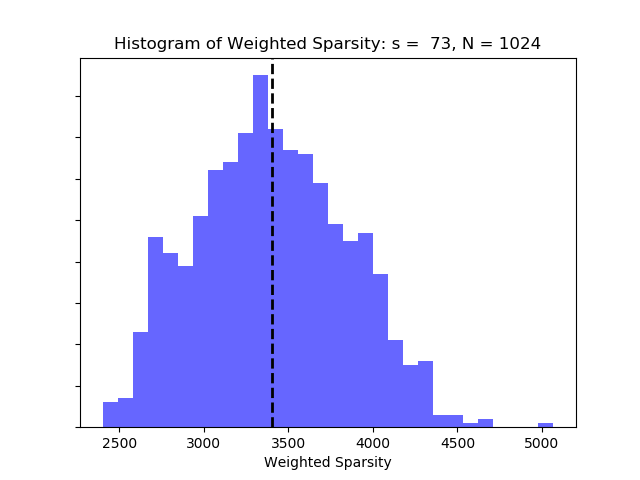 Histogram of Weighted Sparsity: s =  73, N = 1024
2500 3000 3500 4000 4500 5000
Weighted Sparsity